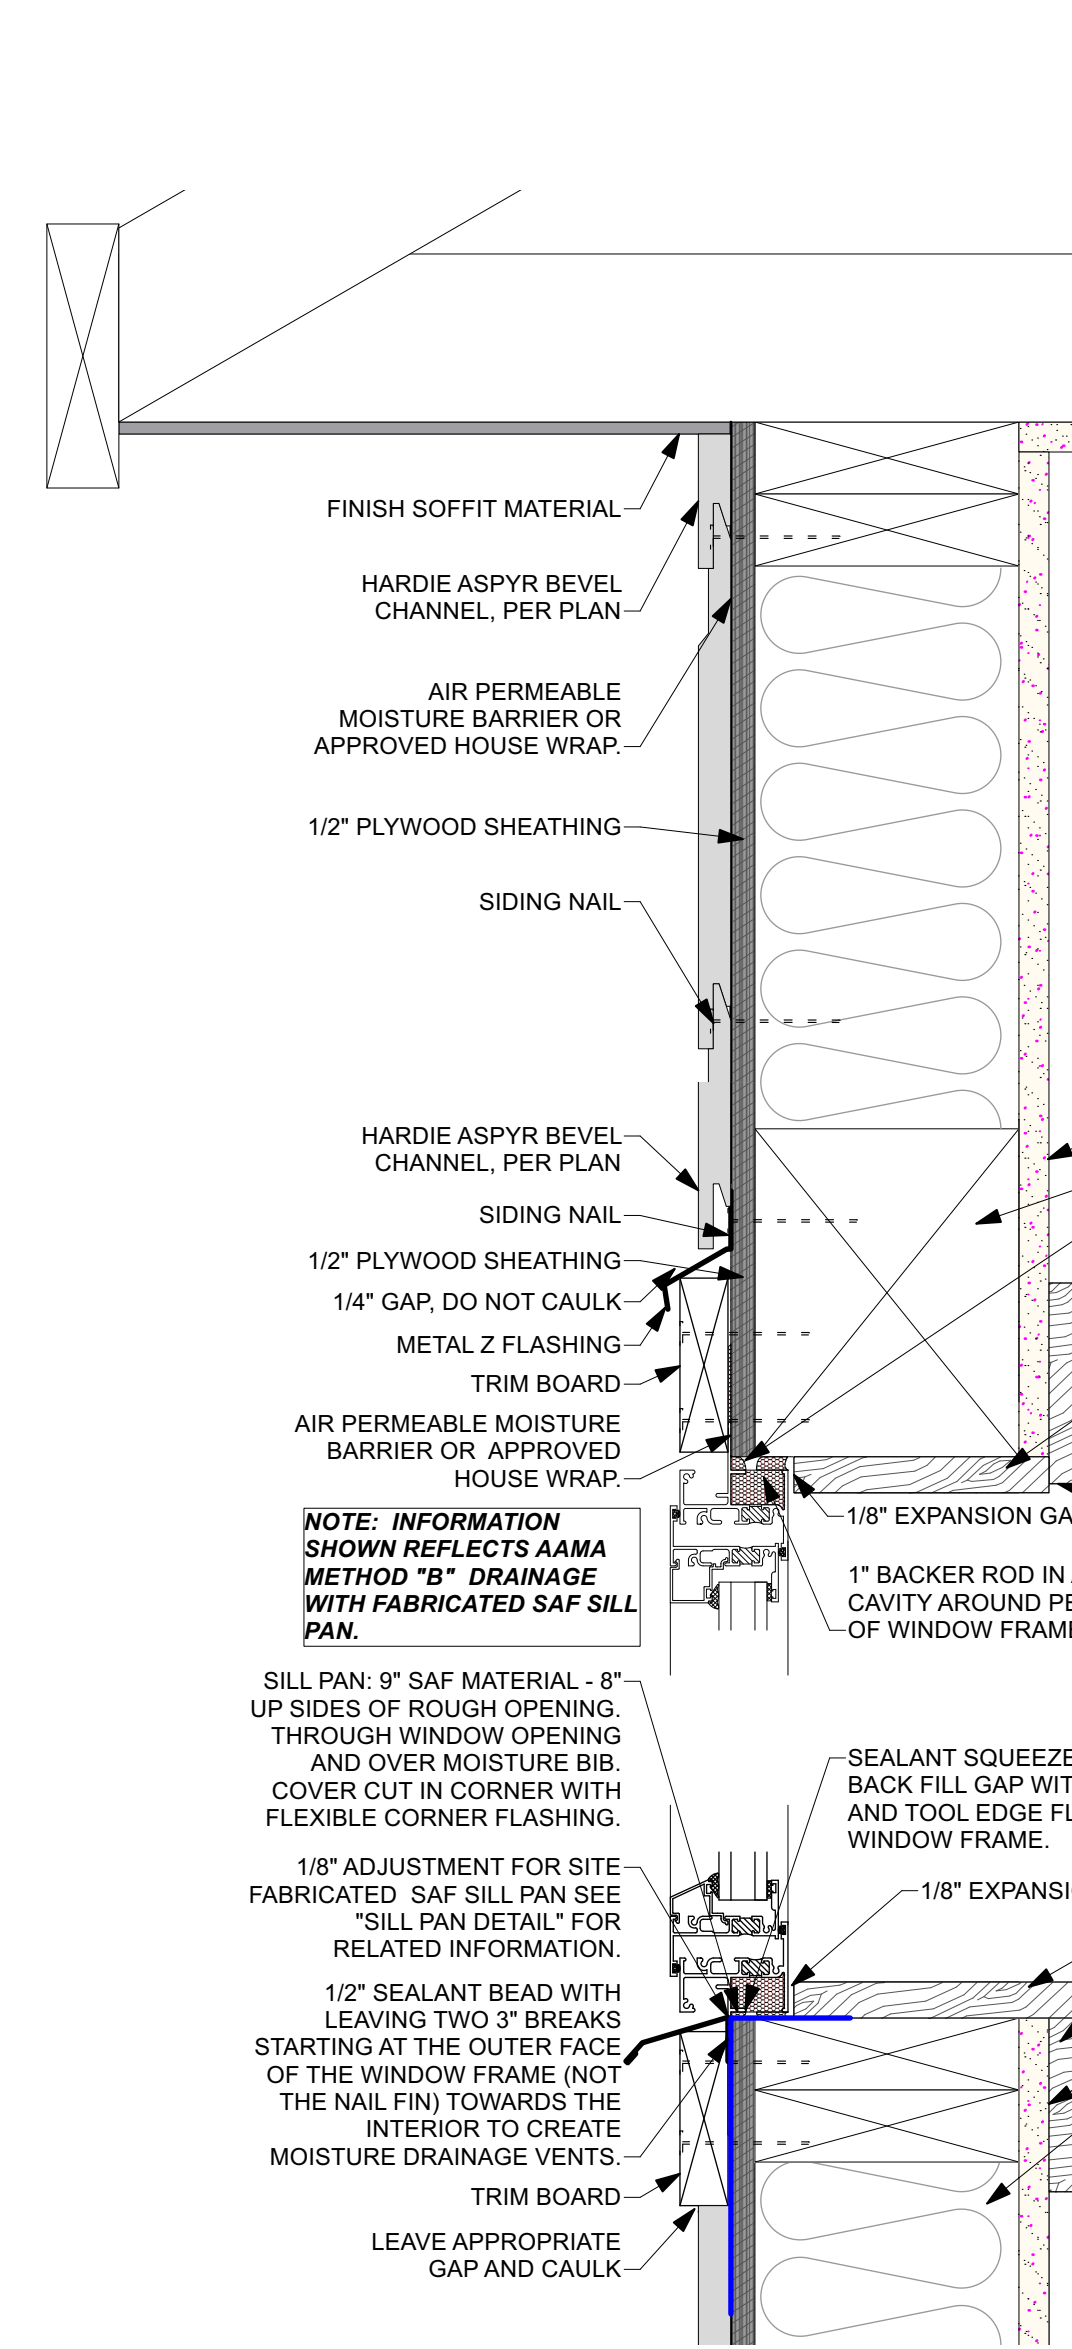 FINISH SOFFIT MATERIAL
HARDIE ASPYR BEVEL
CHANNEL, PER PLAN
AIR PERMEABLE
MOISTURE BARRIER OR
APPROVED HOUSE WRAP.
1/2" PLYWOOD SHEATHING
SIDING NAIL
HARDIE ASPYR BEVEL
CHANNEL, PER PLAN
SIDING NAIL
1/2" PLYWOOD SHEATHING
1/4" GAP, DO NOT CAULK
METAL Z FLASHING
TRIM BOARD
AIR PERMEABLE MOISTURE
BARRIER OR APPROVED
HOUSE WRAP.
NOTE: INFORMATION
SHOWN REFLECTS AAMA
METHOD "B" DRAINAGE
WITH FABRICATED SAF SILL
PAN.
1/8" EXPANSION GA
1" BACKER ROD IN
CAVITY AROUND PE
OF WINDOW FRAME
SILL PAN: 9" SAF MATERIAL - 8"
UP SIDES OF ROUGH OPENING.
THROUGH WINDOW OPENING
AND OVER MOISTURE BIB.
COVER CUT IN CORNER WITH
FLEXIBLE CORNER FLASHING.
SEALANT SQUEEZE
BACK FILL GAP WIT
AND TOOL EDGE FL
WINDOW FRAME.
1/8" EXPANSI
1/8" ADJUSTMENT FOR SITE
FABRICATED SAF SILL PAN SEE
"SILL PAN DETAIL" FOR
RELATED INFORMATION.
1/2" SEALANT BEAD WITH
LEAVING TWO 3" BREAKS
STARTING AT THE OUTER FACE
OF THE WINDOW FRAME (NOT
THE NAIL FIN) TOWARDS THE
INTERIOR TO CREATE
MOISTURE DRAINAGE VENTS.
TRIM BOARD
LEAVE APPROPRIATE
GAP AND CAULK